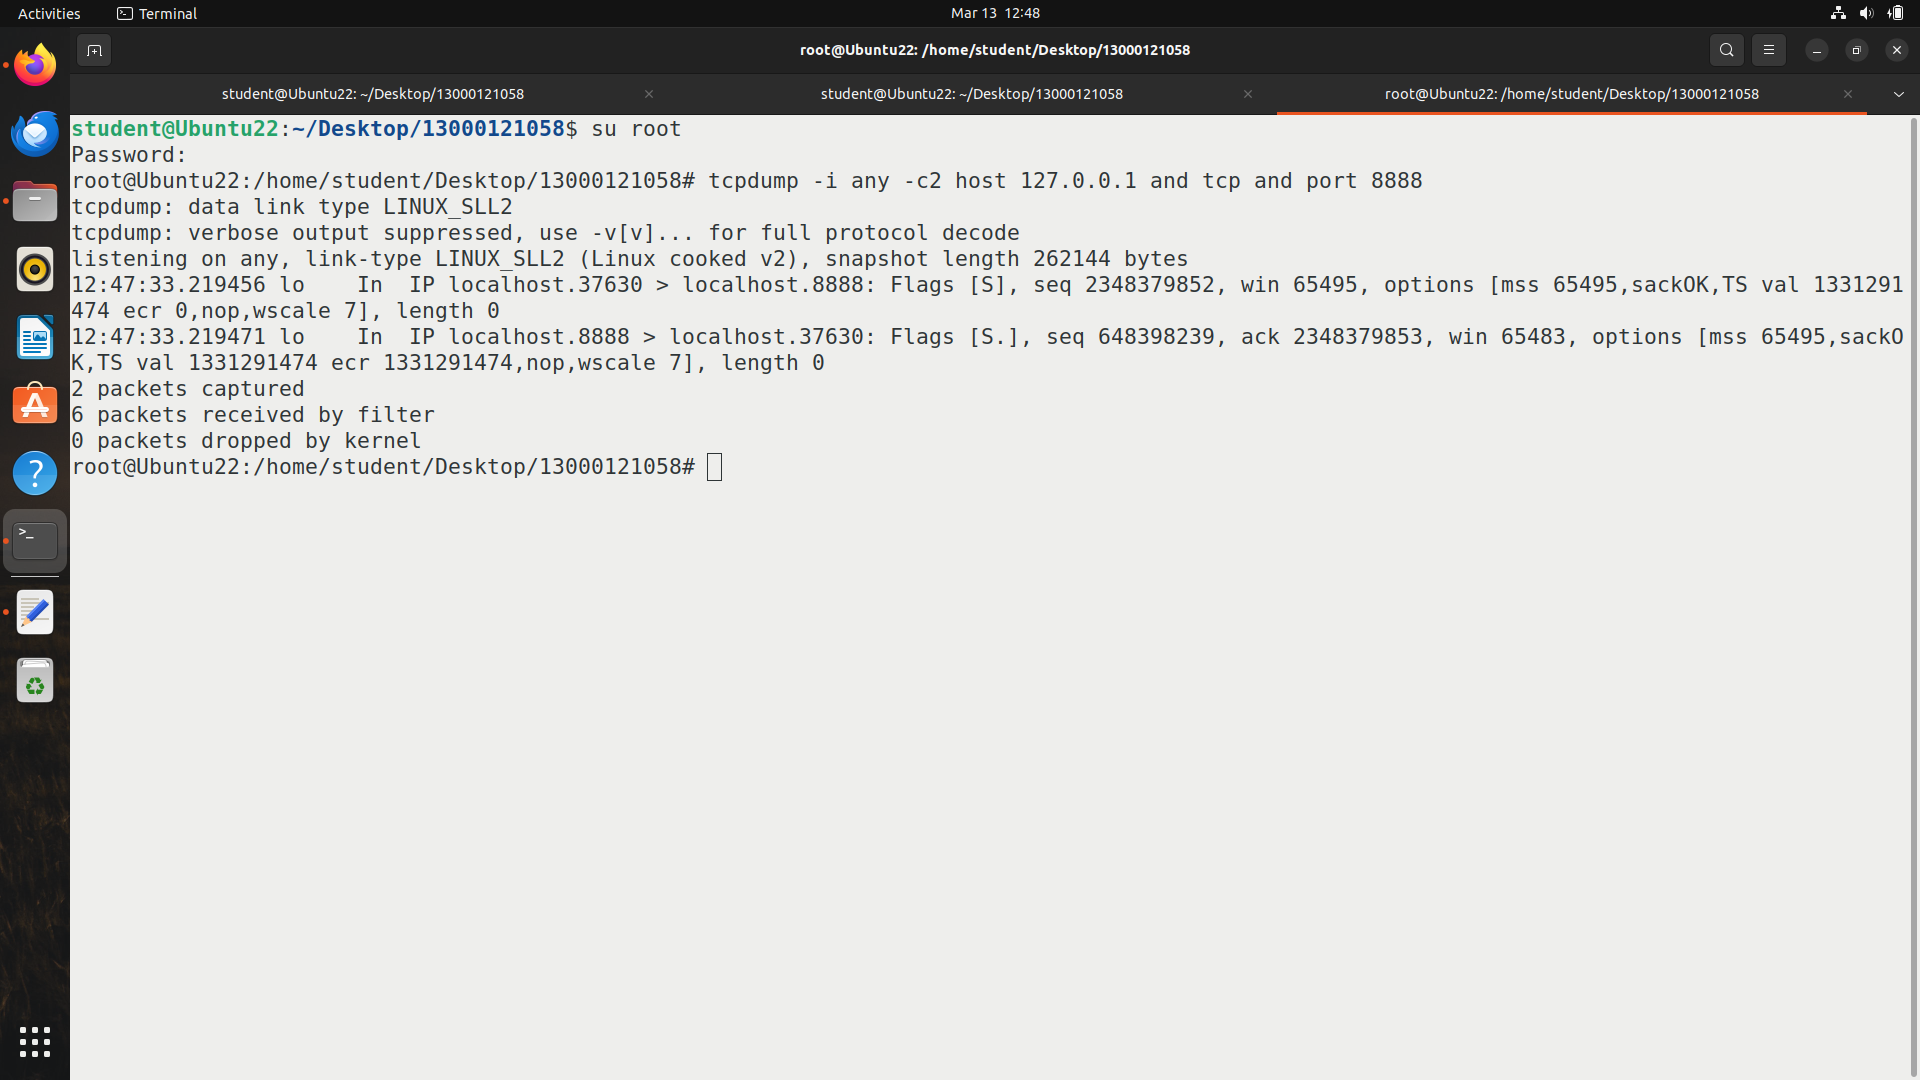 Activities
Terminal
Mar 13 12:48
root@Ubuntu22: /home/student/Desktop/13000121058
student@Ubuntu22: ~/Desktop/13000121058
student@Ubuntu22: ~/Desktop/13000121058
root@Ubuntu22: /home/student/Desktop/13000121058
student@Ubuntu22:~/Desktop/13000121058$ su root
Password:
root@Ubuntu22:/home/student/Desktop/13000121058# tcpdump -i any -c2 host 127.0.0.1 and tcp and port 8888
tcpdump: data link type LINUX_SLL2
tcpdump: verbose output suppressed, use -v[v]... for full protocol decode
listening on any, link-type LINUX_SLL2 (Linux cooked v2), snapshot length 262144 bytes
12:47:33.219456 lo    In  IP localhost.37630 > localhost.8888: Flags [S], seq 2348379852, win 65495, options [mss 65495,sackOK,TS val 1331291
474 ecr 0,nop,wscale 7], length 0
12:47:33.219471 lo    In  IP localhost.8888 > localhost.37630: Flags [S.], seq 648398239, ack 2348379853, win 65483, options [mss 65495,sackO
K,TS val 1331291474 ecr 1331291474,nop,wscale 7], length 0
2 packets captured
6 packets received by filter
0 packets dropped by kernel
root@Ubuntu22:/home/student/Desktop/13000121058#